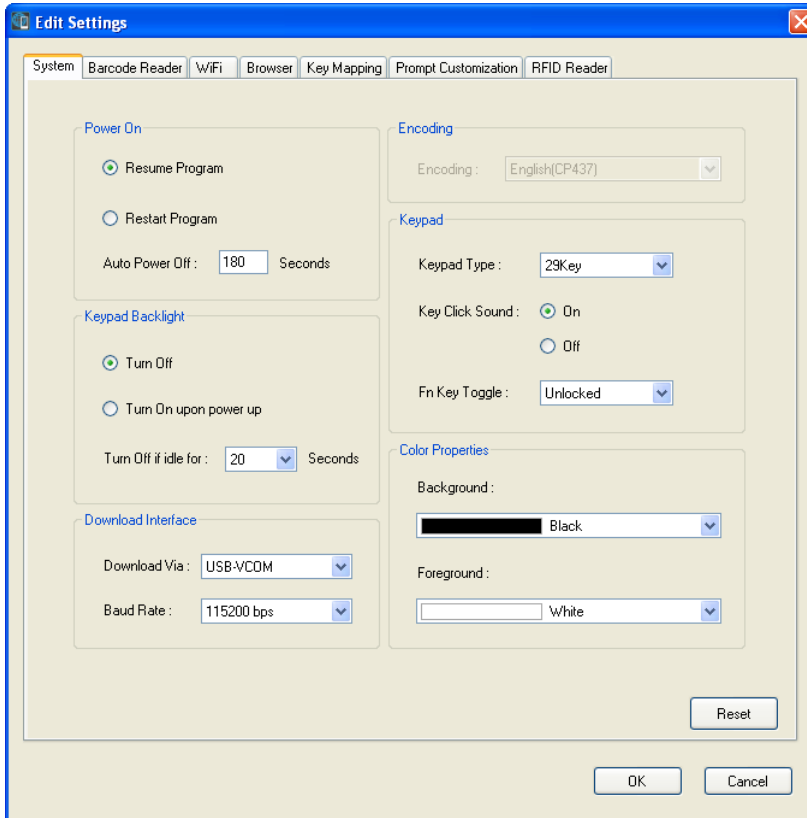 Edit Settings
System Barcode Reader WiFi Browser Key Mapping Prompt Customization RFID Reader
Power On
Resume Program
Restart Program
Auto Power Off : 180 Seconds
Keypad Backlight
Turn Off
Turn On upon power up
Turn Off if idle for : 20 Seconds
Download Interface
Download Via : USB-VCOM
Baud Rate : 115200 bps
Encoding
Encoding : English(CP437)
Keypad
Keypad Type : 29Key
Key Click Sound : On
Off
Fn Key Toggle : Unlocked
Color Properties
Background :
Black
Foreground :
White
Reset
OK Cancel